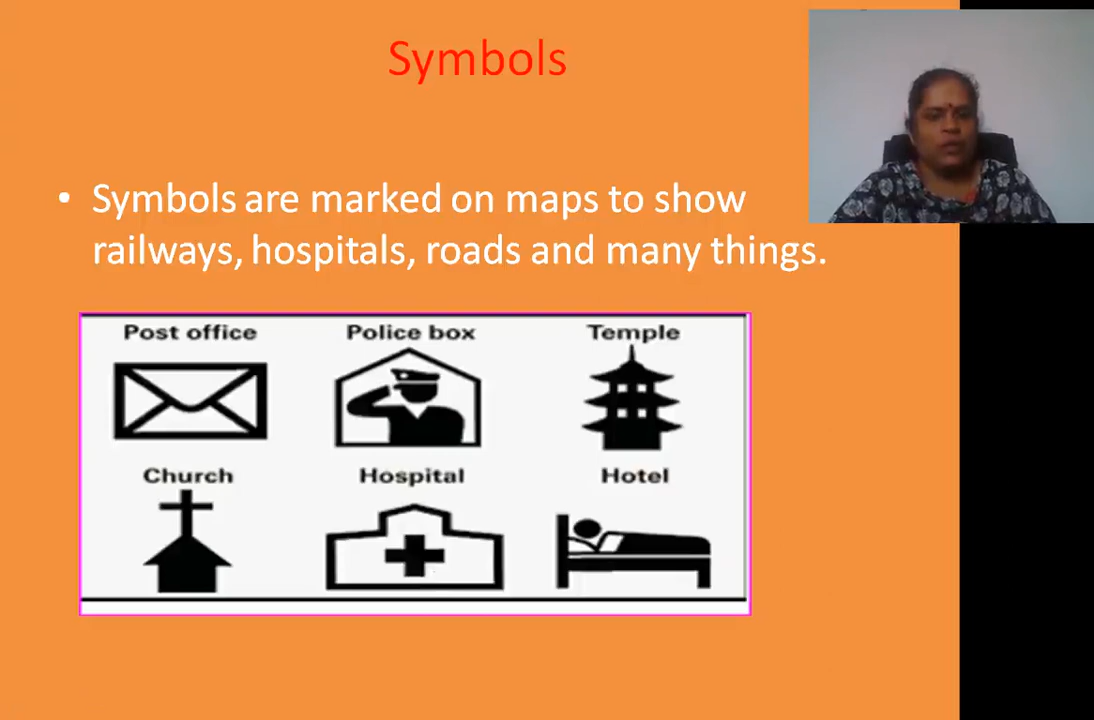 Symbols
• Symbols are marked on maps to show
railways, hospitals, roads and many things.
Post office Police box Temple
Church Hospital Hotel